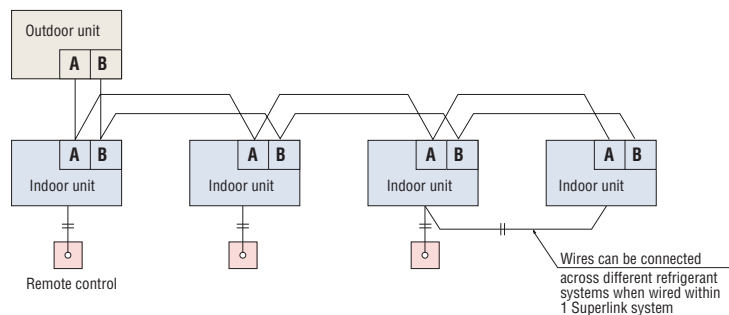 Outdoor unit
A B
A B
A B
A B
A B
Indoor unit
Indoor unit
Indoor unit
Indoor unit
Remote control
Wires can be connected
across different refrigerant
systems when wired within
1 Superlink system